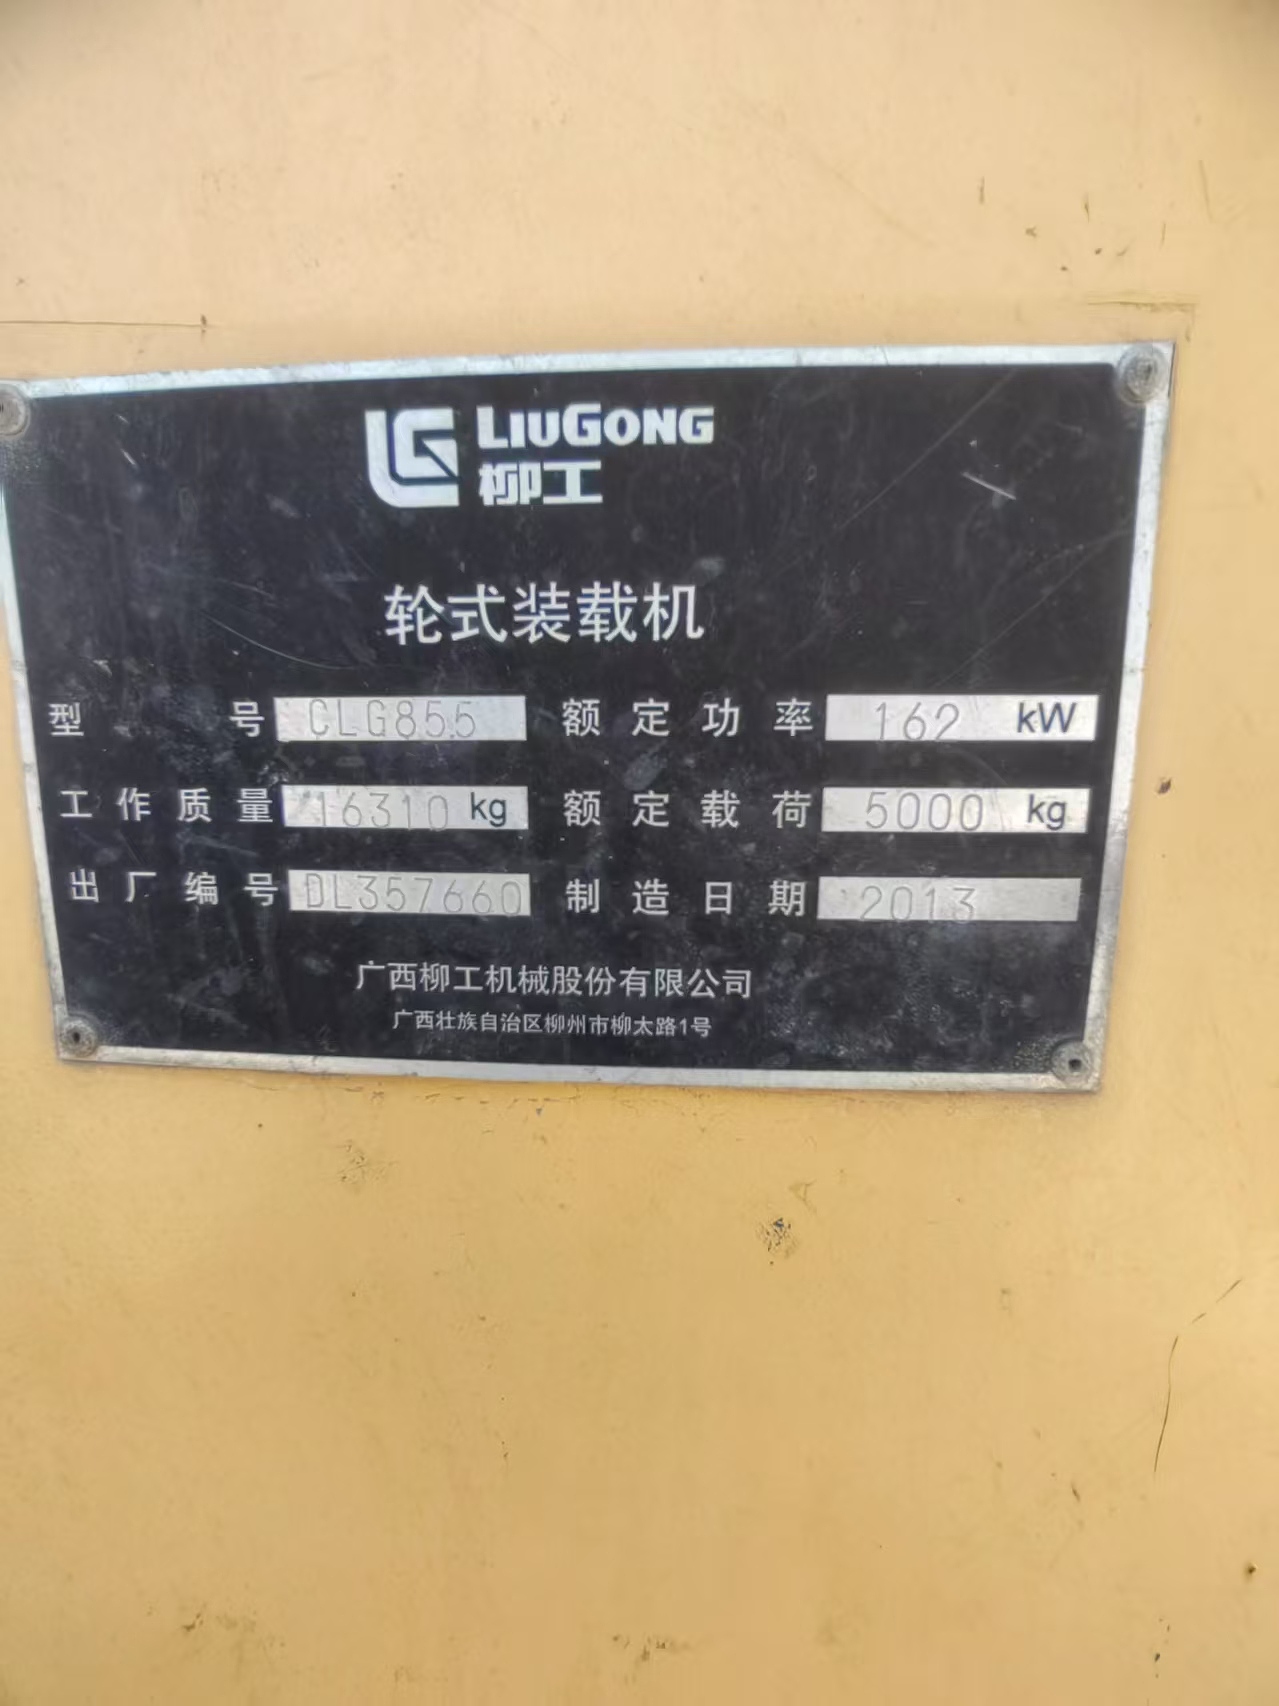 LIUGONG
柳工
轮式装载机
型号 CLG855 额定功率 162 kW
工作质量 16310 kg 额定载荷 5000 kg
出厂编号 DL357660 制造日期 2013
广西柳工机械股份有限公司
广西壮族自治区柳州市柳太路1号